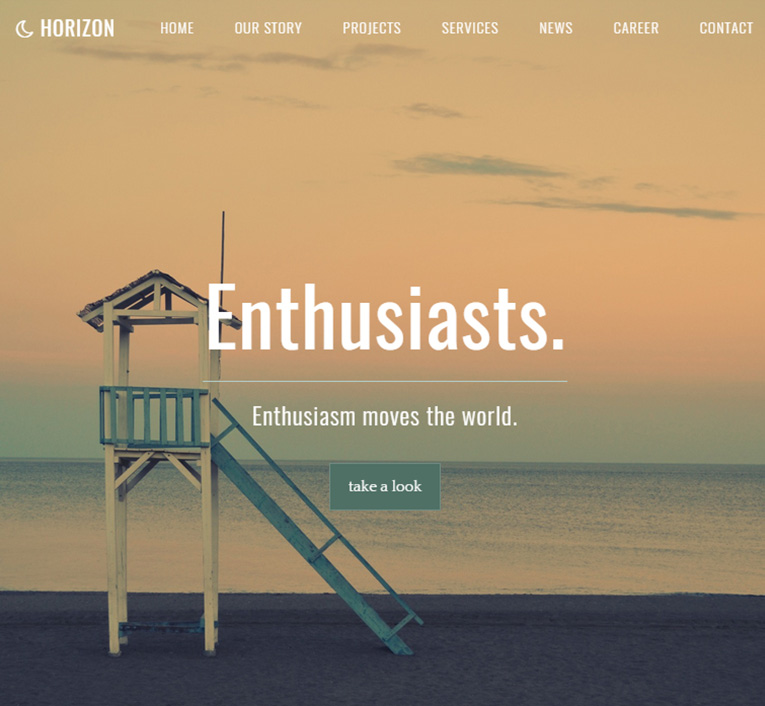 HORIZON HOME OUR STORY PROJECTS SERVICES NEWS CAREER CONTACT
Enthusiasts.
Enthusiasm moves the world.
take a look